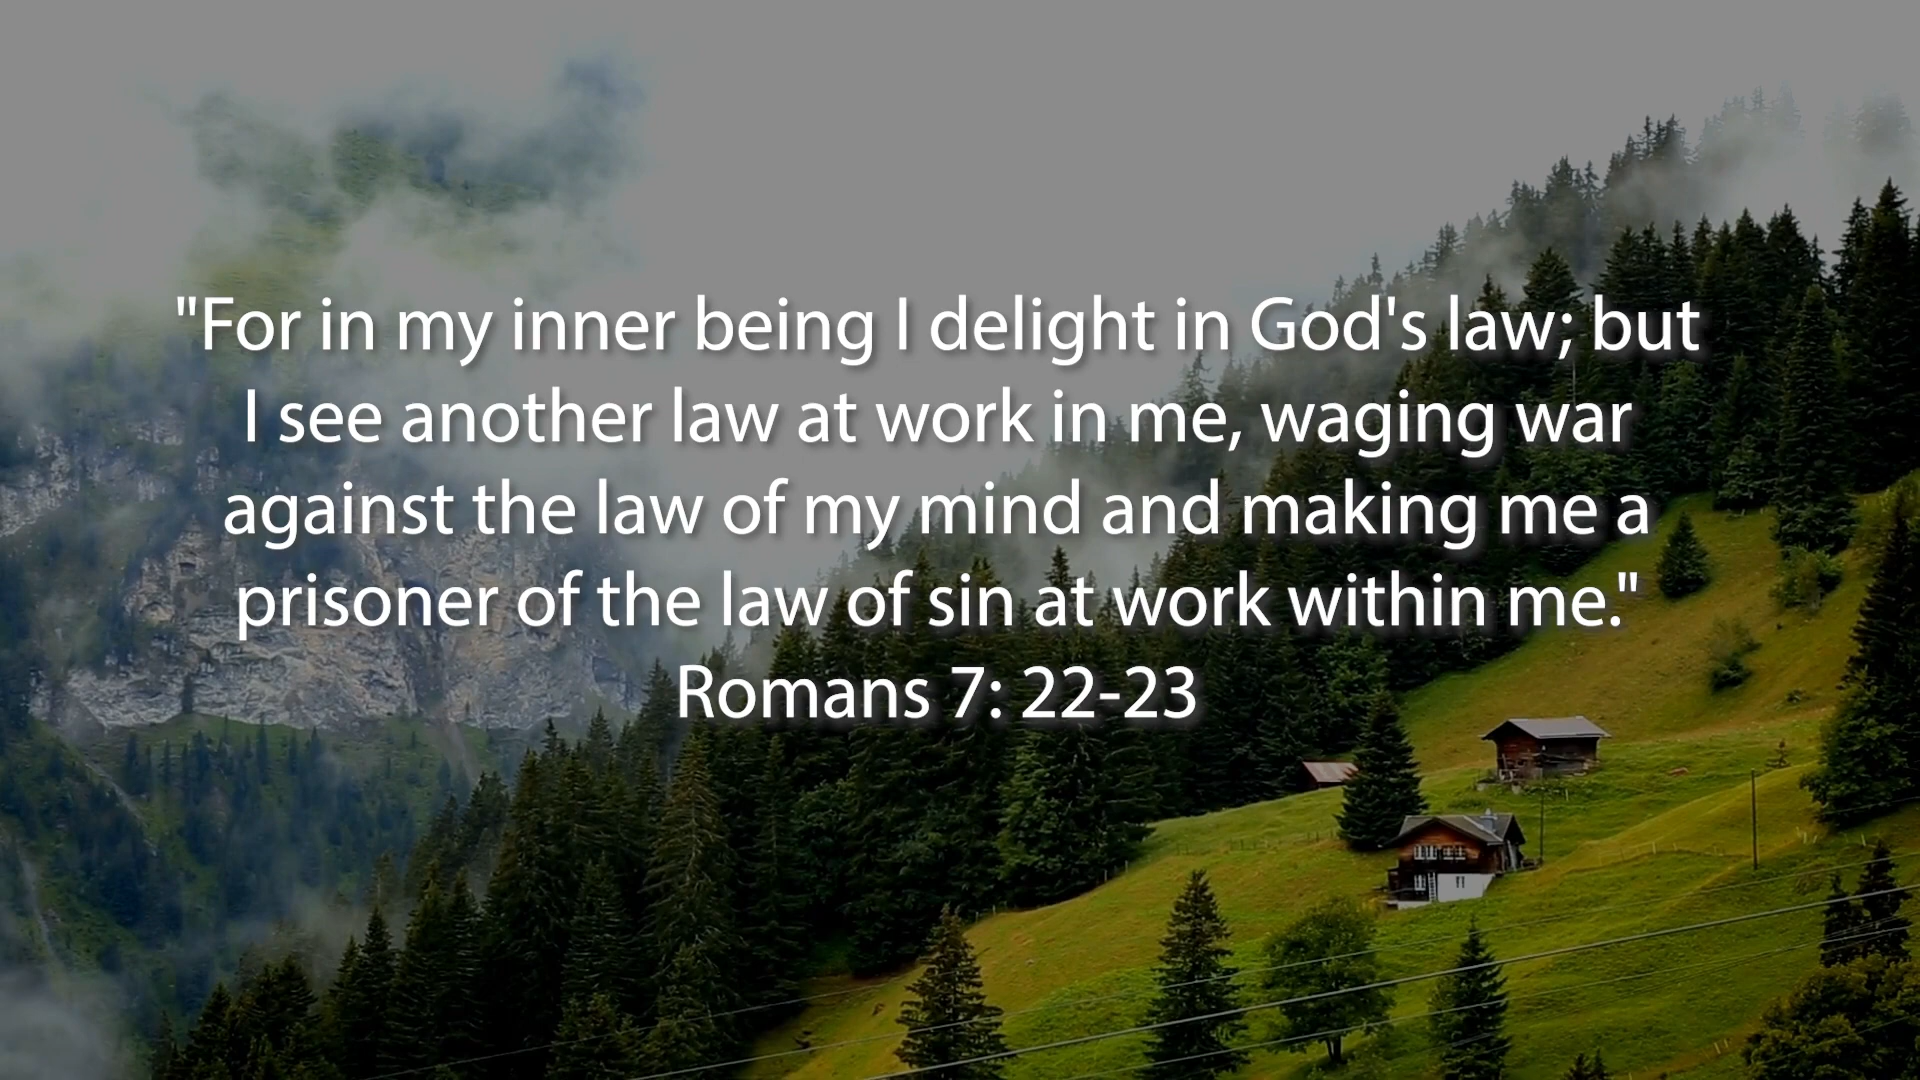 "For in my inner being I delight in God's law; but
I see another law at work in me, waging war
against the law of my mind and making me a
prisoner of the law of sin at work within me."
Romans 7: 22-23